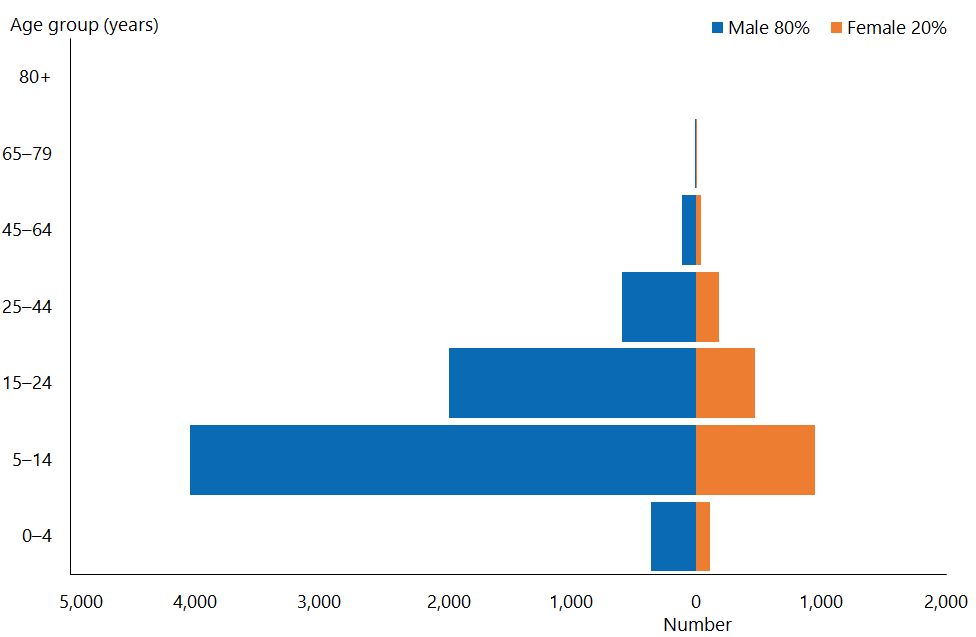 Age group (years)
Male 80% Female 20%
80+
65–79
45–64
25–44
15–24
5–14
0–4
5,000 4,000 3,000 2,000 1,000 0 1,000 2,000
Number